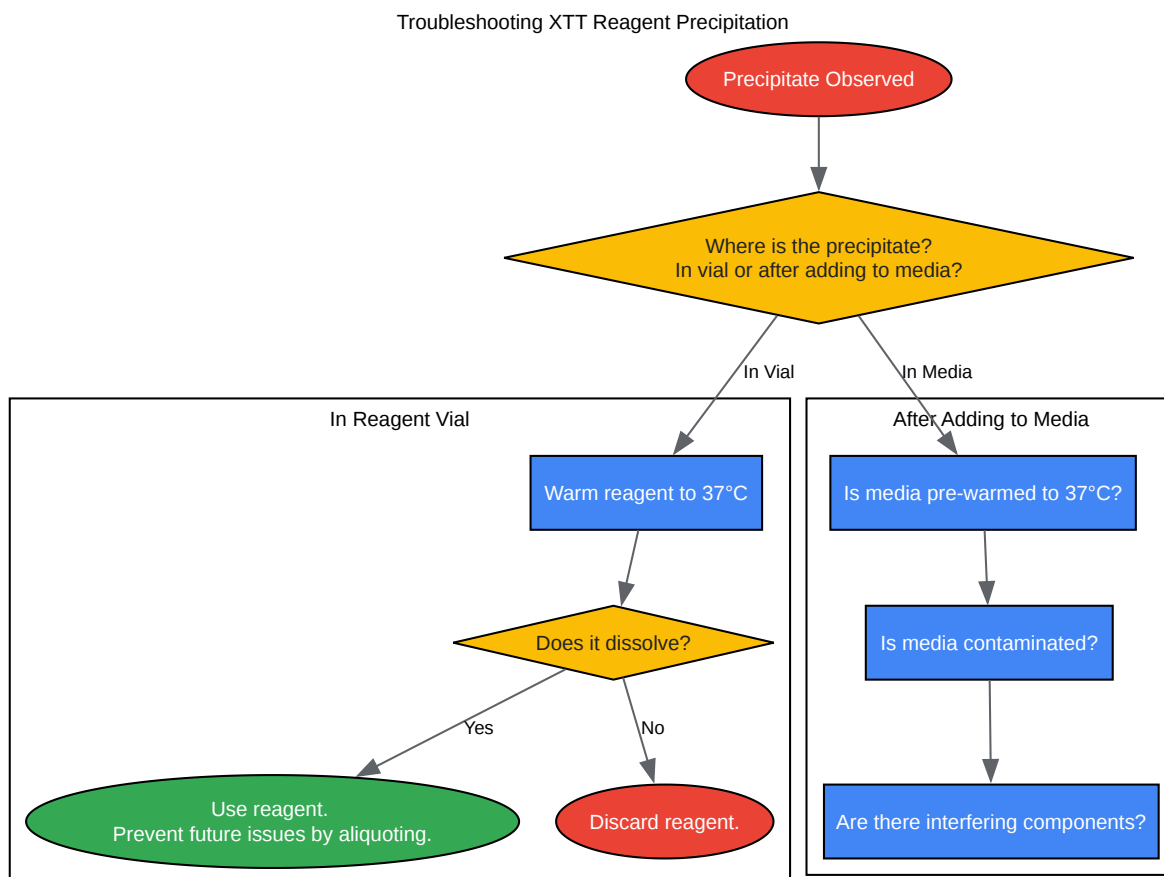 Troubleshooting XTT Reagent Precipitation
Precipitate Observed
Where is the precipitate?
In vial or after adding to media?
In Vial
In Media
In Reagent Vial
Warm reagent to 37°C
Does it dissolve?
Yes
No
Use reagent.
Prevent future issues by aliquoting.
Discard reagent.
After Adding to Media
Is media pre-warmed to 37°C?
Is media contaminated?
Are there interfering components?